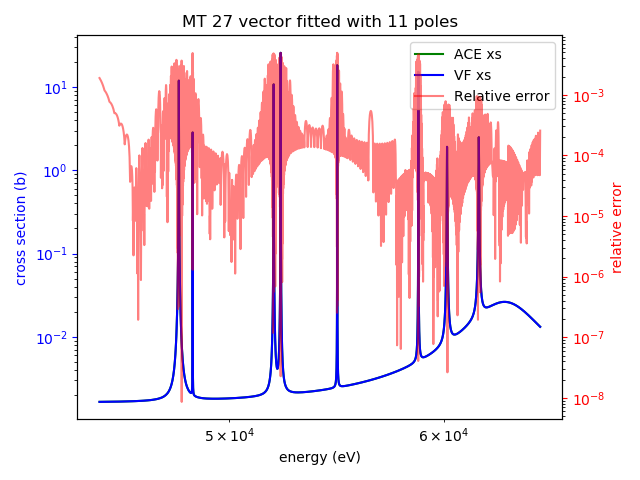 MT 27 vector fitted with 11 poles
ACE xs
VF xs
Relative error
cross section (b)
10¹
10⁰
10⁻¹
10⁻²
relative error
10⁻³
10⁻⁴
10⁻⁵
10⁻⁶
10⁻⁷
10⁻⁸
5 × 10⁴
6 × 10⁴
energy (eV)